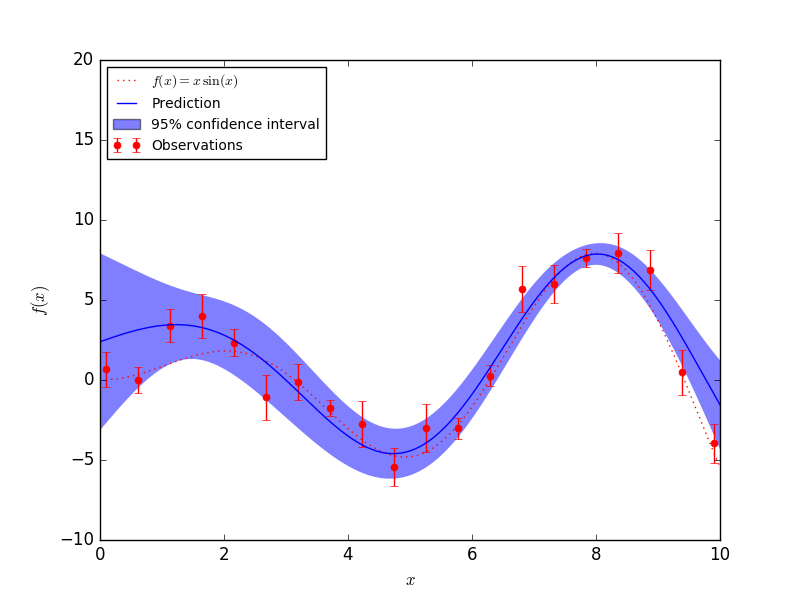 20
15
10
5
0
−5
−10
f(x) = x sin(x)
Prediction
95% confidence interval
Observations
f(x)
0 2 4 6 8 10
x